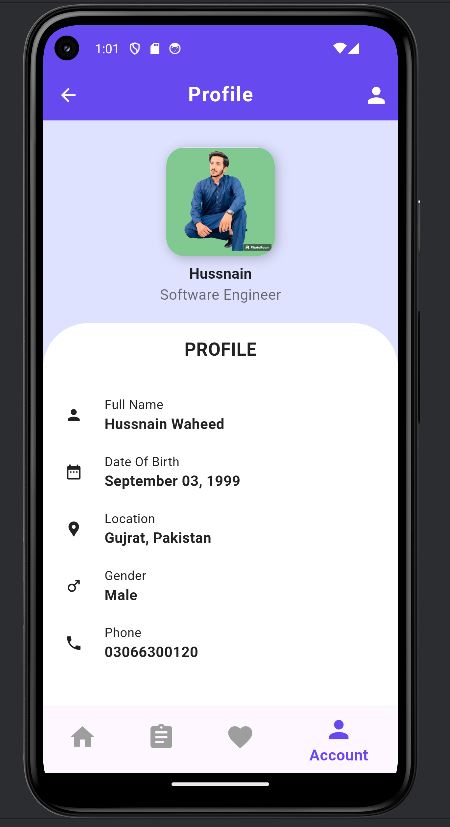 1:01
Profile
PhotoRoom
Hussnain
Software Engineer
PROFILE
Full Name
Hussnain Waheed
Date Of Birth
September 03, 1999
Location
Gujrat, Pakistan
Gender
Male
Phone
03066300120
Account